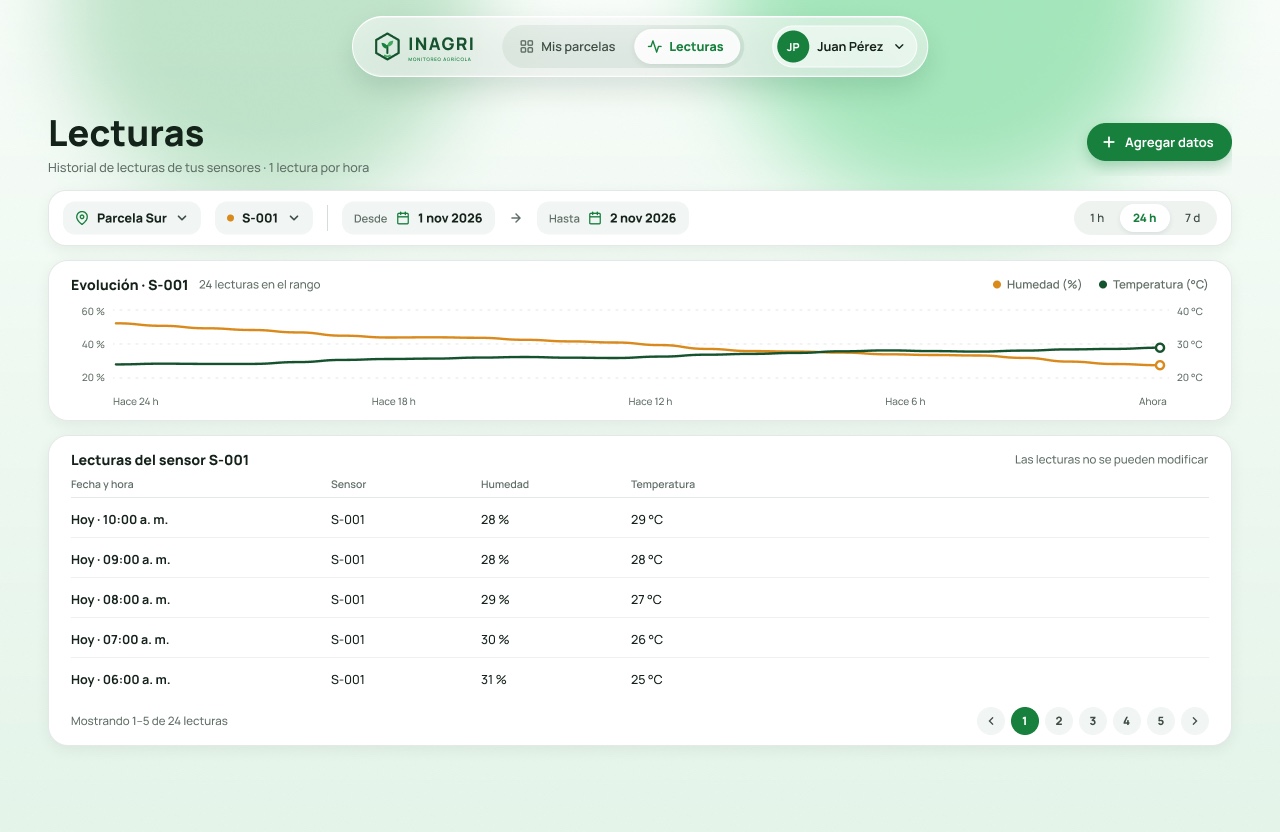 INAGRI
MONITOREO AGRÍCOLA
Mis parcelas
Lecturas
JP
Juan Pérez
Lecturas
Historial de lecturas de tus sensores · 1 lectura por hora
Agregar datos
Parcela Sur
S-001
Desde 1 nov 2026
Hasta 2 nov 2026
1 h
24 h
7 d
Evolución · S-001 24 lecturas en el rango
Humedad (%)
Temperatura (°C)
60 %
40 %
20 %
40 °C
30 °C
20 °C
Hace 24 h
Hace 18 h
Hace 12 h
Hace 6 h
Ahora
Lecturas del sensor S-001
Las lecturas no se pueden modificar
Fecha y hora Sensor Humedad Temperatura
Hoy · 10:00 a. m. S-001 28 % 29 °C
Hoy · 09:00 a. m. S-001 28 % 28 °C
Hoy · 08:00 a. m. S-001 29 % 27 °C
Hoy · 07:00 a. m. S-001 30 % 26 °C
Hoy · 06:00 a. m. S-001 31 % 25 °C
Mostrando 1–5 de 24 lecturas
1 2 3 4 5